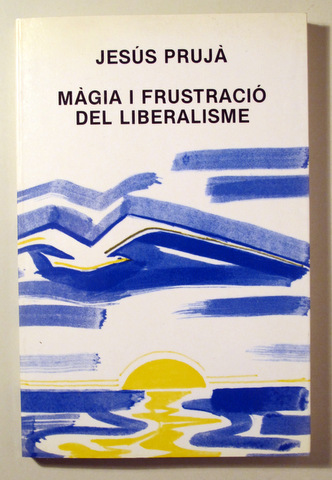 JESÚS PRUJÀ
MÀGIA I FRUSTRACIÓ
DEL LIBERALISME